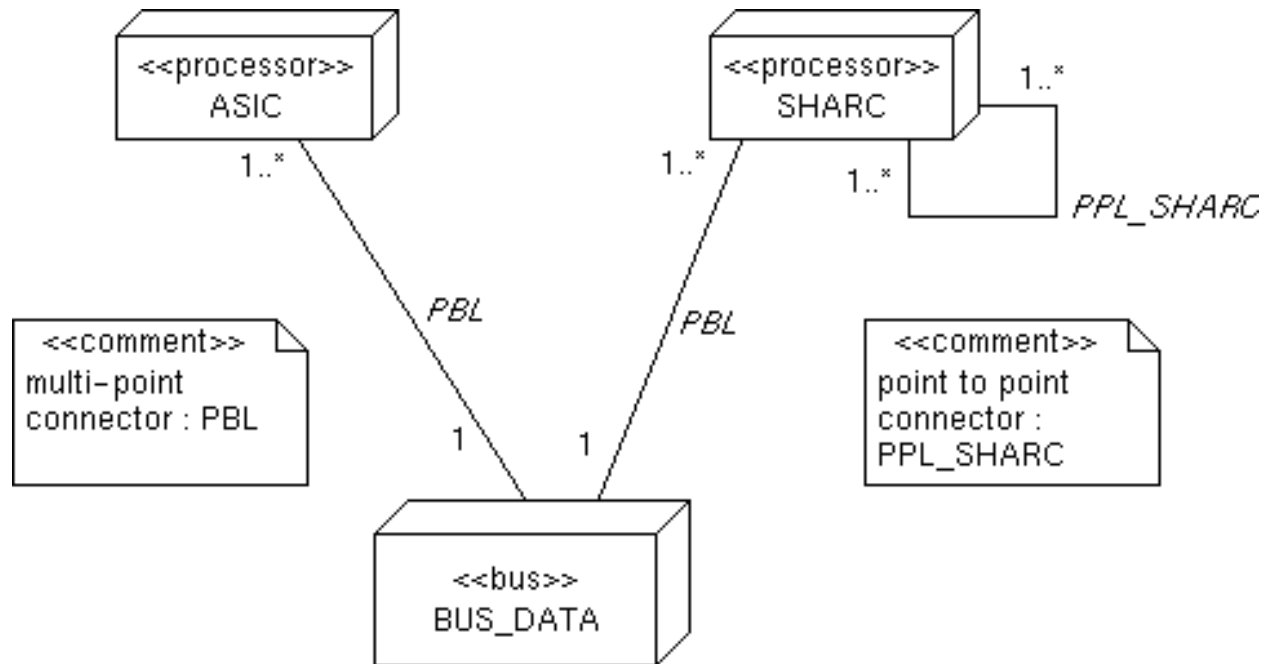 <<processor>>
ASIC
<<processor>>
SHARC
1..*
1..*
1..*
1..*
PPL_SHARC
PBL
PBL
<<comment>>
multi-point
connector : PBL
<<comment>>
point to point
connector :
PPL_SHARC
1
1
<<bus>>
BUS_DATA